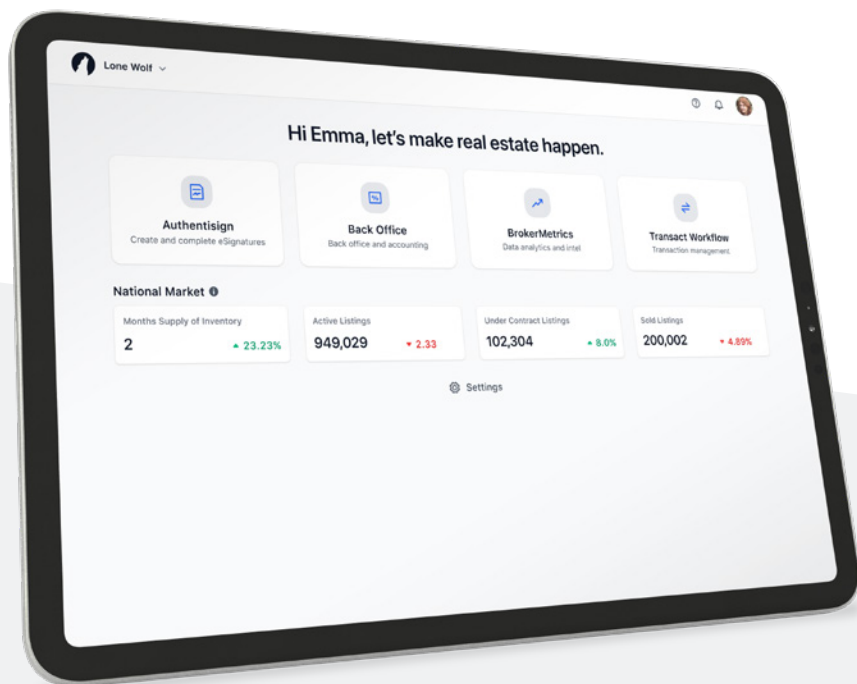 Lone Wolf
Hi Emma, let's make real estate happen.
Authentisign
Create and complete eSignatures
Back Office
Back office and accounting
BrokerMetrics
Data analytics and intel
Transact Workflow
Transaction management
National Market
Months Supply of Inventory
2 ▲ 23.23%
Active Listings
949,029 ▼ 2.33
Under Contract Listings
102,304 ▲ 8.0%
Sold Listings
200,002 ▼ 4.89%
Settings